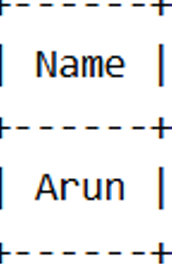 +--------+
| Name |
+--------+
| Arun |
+--------+